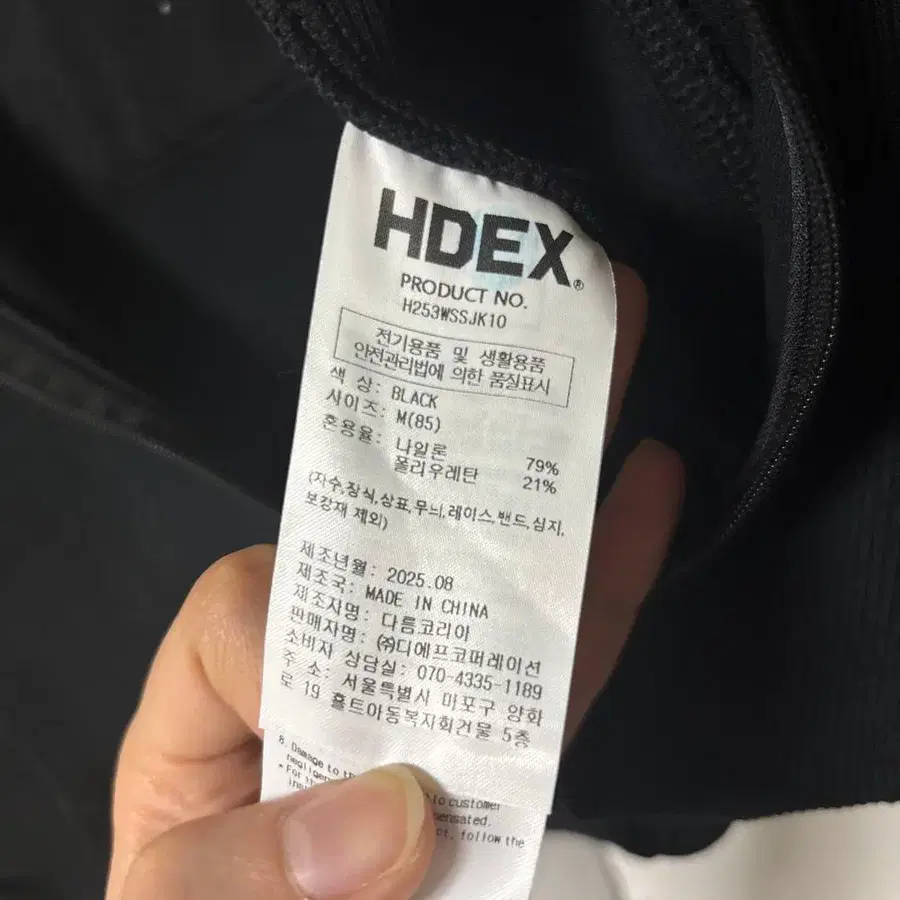 HDEX®
PRODUCT NO.
H253WSSJK10
전기용품 및 생활용품
안전관리법에 의한 품질표시
색 상: BLACK
사이즈: M(85)
혼용율: 나일론 79%
폴리우레탄 21%
(자수,장식,상표,무늬,레이스,밴드,심지,
보강재 제외)
제조년월: 2025.08
제조국: MADE IN CHINA
제조자명: 다름코리아
판매자명: ㈜디에프코퍼레이션
소비자 상담실: 070-4335-1189
주 소: 서울특별시 마포구 양화
로 19 홀트아동복지회건물 5층
8. Damage to
to customer
follow the